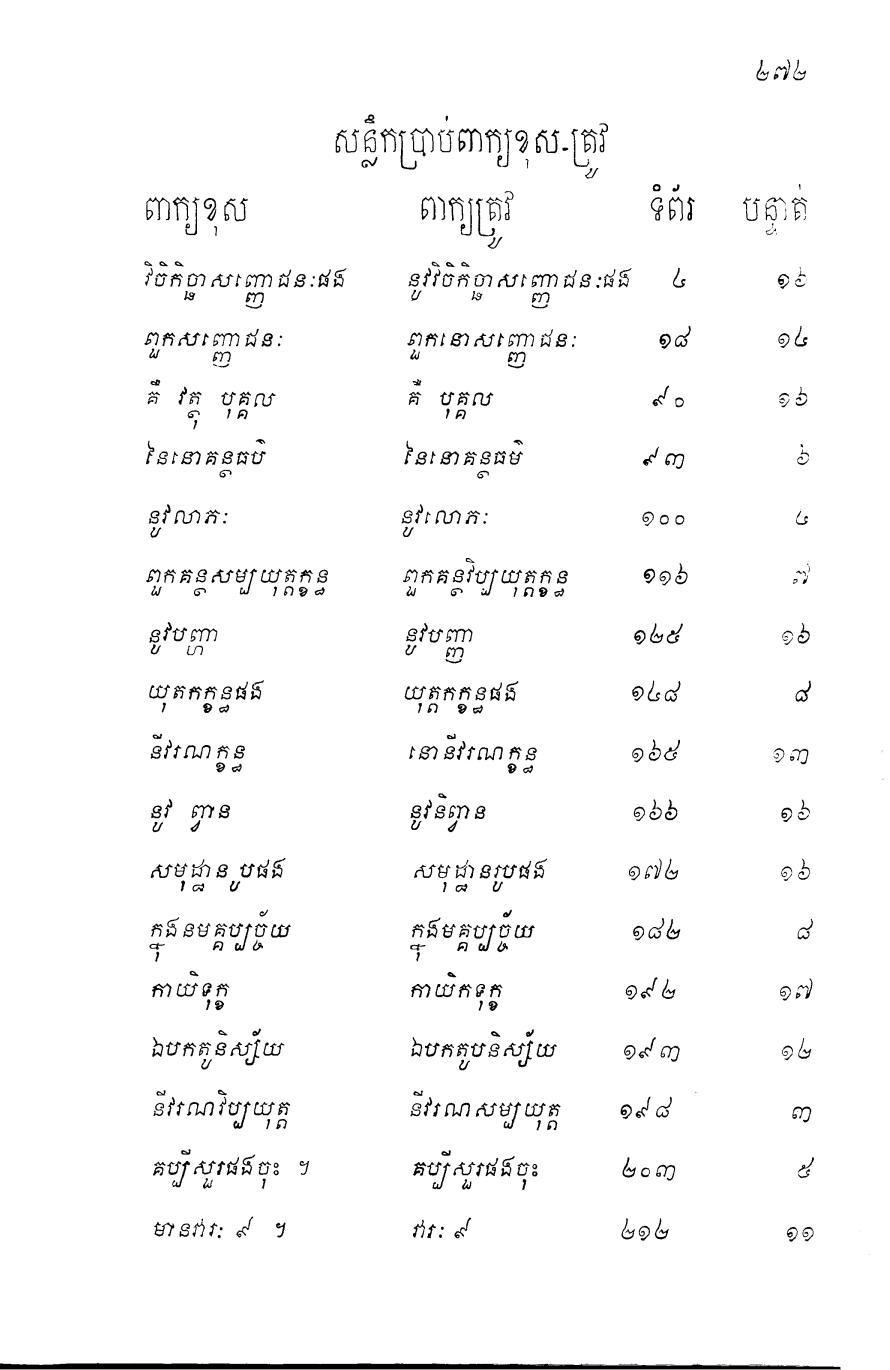 ២៧២
សន្លឹកប្រាប់ពាក្យខុស-ត្រូវ
ពាក្យខុស ពាក្យត្រូវ ទំព័រ បន្ទាត់
វិចិកិច្ឆាសញ្ញោជនៈផង នូវវិចិកិច្ឆាសញ្ញោជនៈផង ៤ ១៦
ពួកសញ្ញោជនៈ ពួកនោសញ្ញោជនៈ ១៨ ១៤
គឺ វត្ថុ បុគ្គល គឺ បុគ្គល ៩០ ១៦
នៃនោគន្ថធបិ នៃនោគន្ថធមិ ៩៣ ៦
នូវលាភៈ នូវលោភៈ ១០០ ៤
ពួកគន្ថសម្បយុត្តក្ខន្ធ ពួកគន្ថវិប្បយុត្តក្ខន្ធ ១១៦ ៧
នូវបញ្ហា នូវបញ្ញា ១២៥ ១៦
យុតកក្ខន្ធផង យុត្តកក្ខន្ធផង ១៤៨ ៨
នីវរណក្ខន្ធ នោនីវរណក្ខន្ធ ១៦៥ ១៣
នូវ ព្វាន នូវនិព្វាន ១៦៦ ១៦
សមុដ្ឋាន ូបផង សមុដ្ឋានរូបផង ១៧២ ១៦
ក្នុងនមគ្គប្បច្ច័យ ក្នុងមគ្គប្បច្ច័យ ១៨២ ៨
កាយិទុក្ខ កាយិកទុក្ខ ១៩២ ១៧
ឯបកតូនិស្ស័យ ឯបកតូបនិស្ស័យ ១៩៣ ១២
នីវរណវិប្បយុត្ត នីវរណសម្បយុត្ត ១៩៨ ៣
គប្បីសួរផងចុះ ។ គប្បីសួរផងចុះ ២០៣ ៥
មានវារៈ ៩ ។ វារៈ ៩ ២១២ ១១